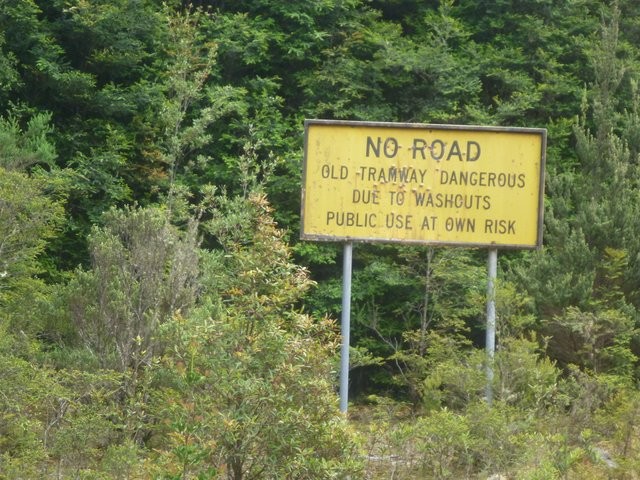 NO ROAD
OLD TRAMWAY DANGEROUS
DUE TO WASHOUTS
PUBLIC USE AT OWN RISK